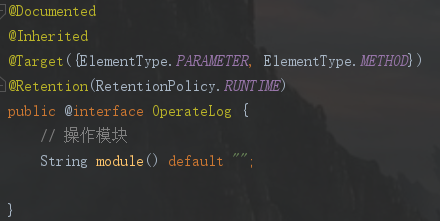 @Documented
@Inherited
@Target({ElementType.PARAMETER, ElementType.METHOD})
@Retention(RetentionPolicy.RUNTIME)
public @interface OperateLog {
// 操作模块
String module() default "";
}